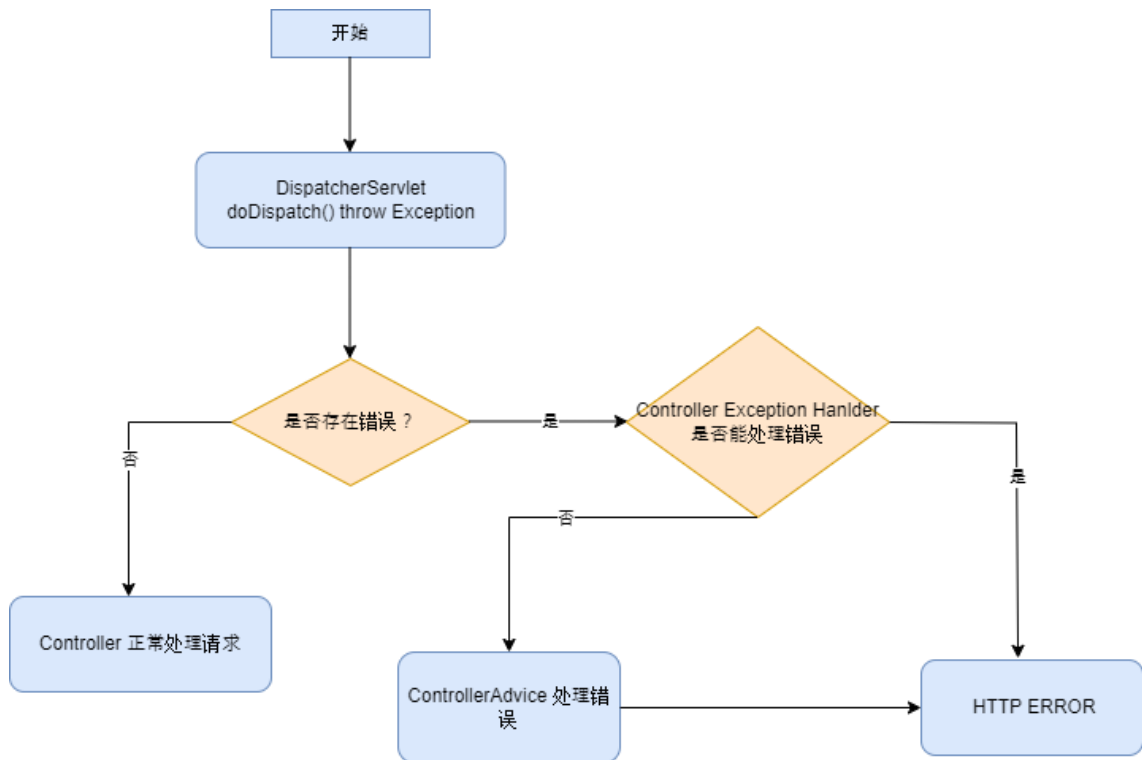 开始
DispatcherServlet
doDispatch() throw Exception
是否存在错误？
是
Controller Exception Hanlder
是否能处理错误
否
是
否
Controller 正常处理请求
ControllerAdvice 处理错
误
HTTP ERROR